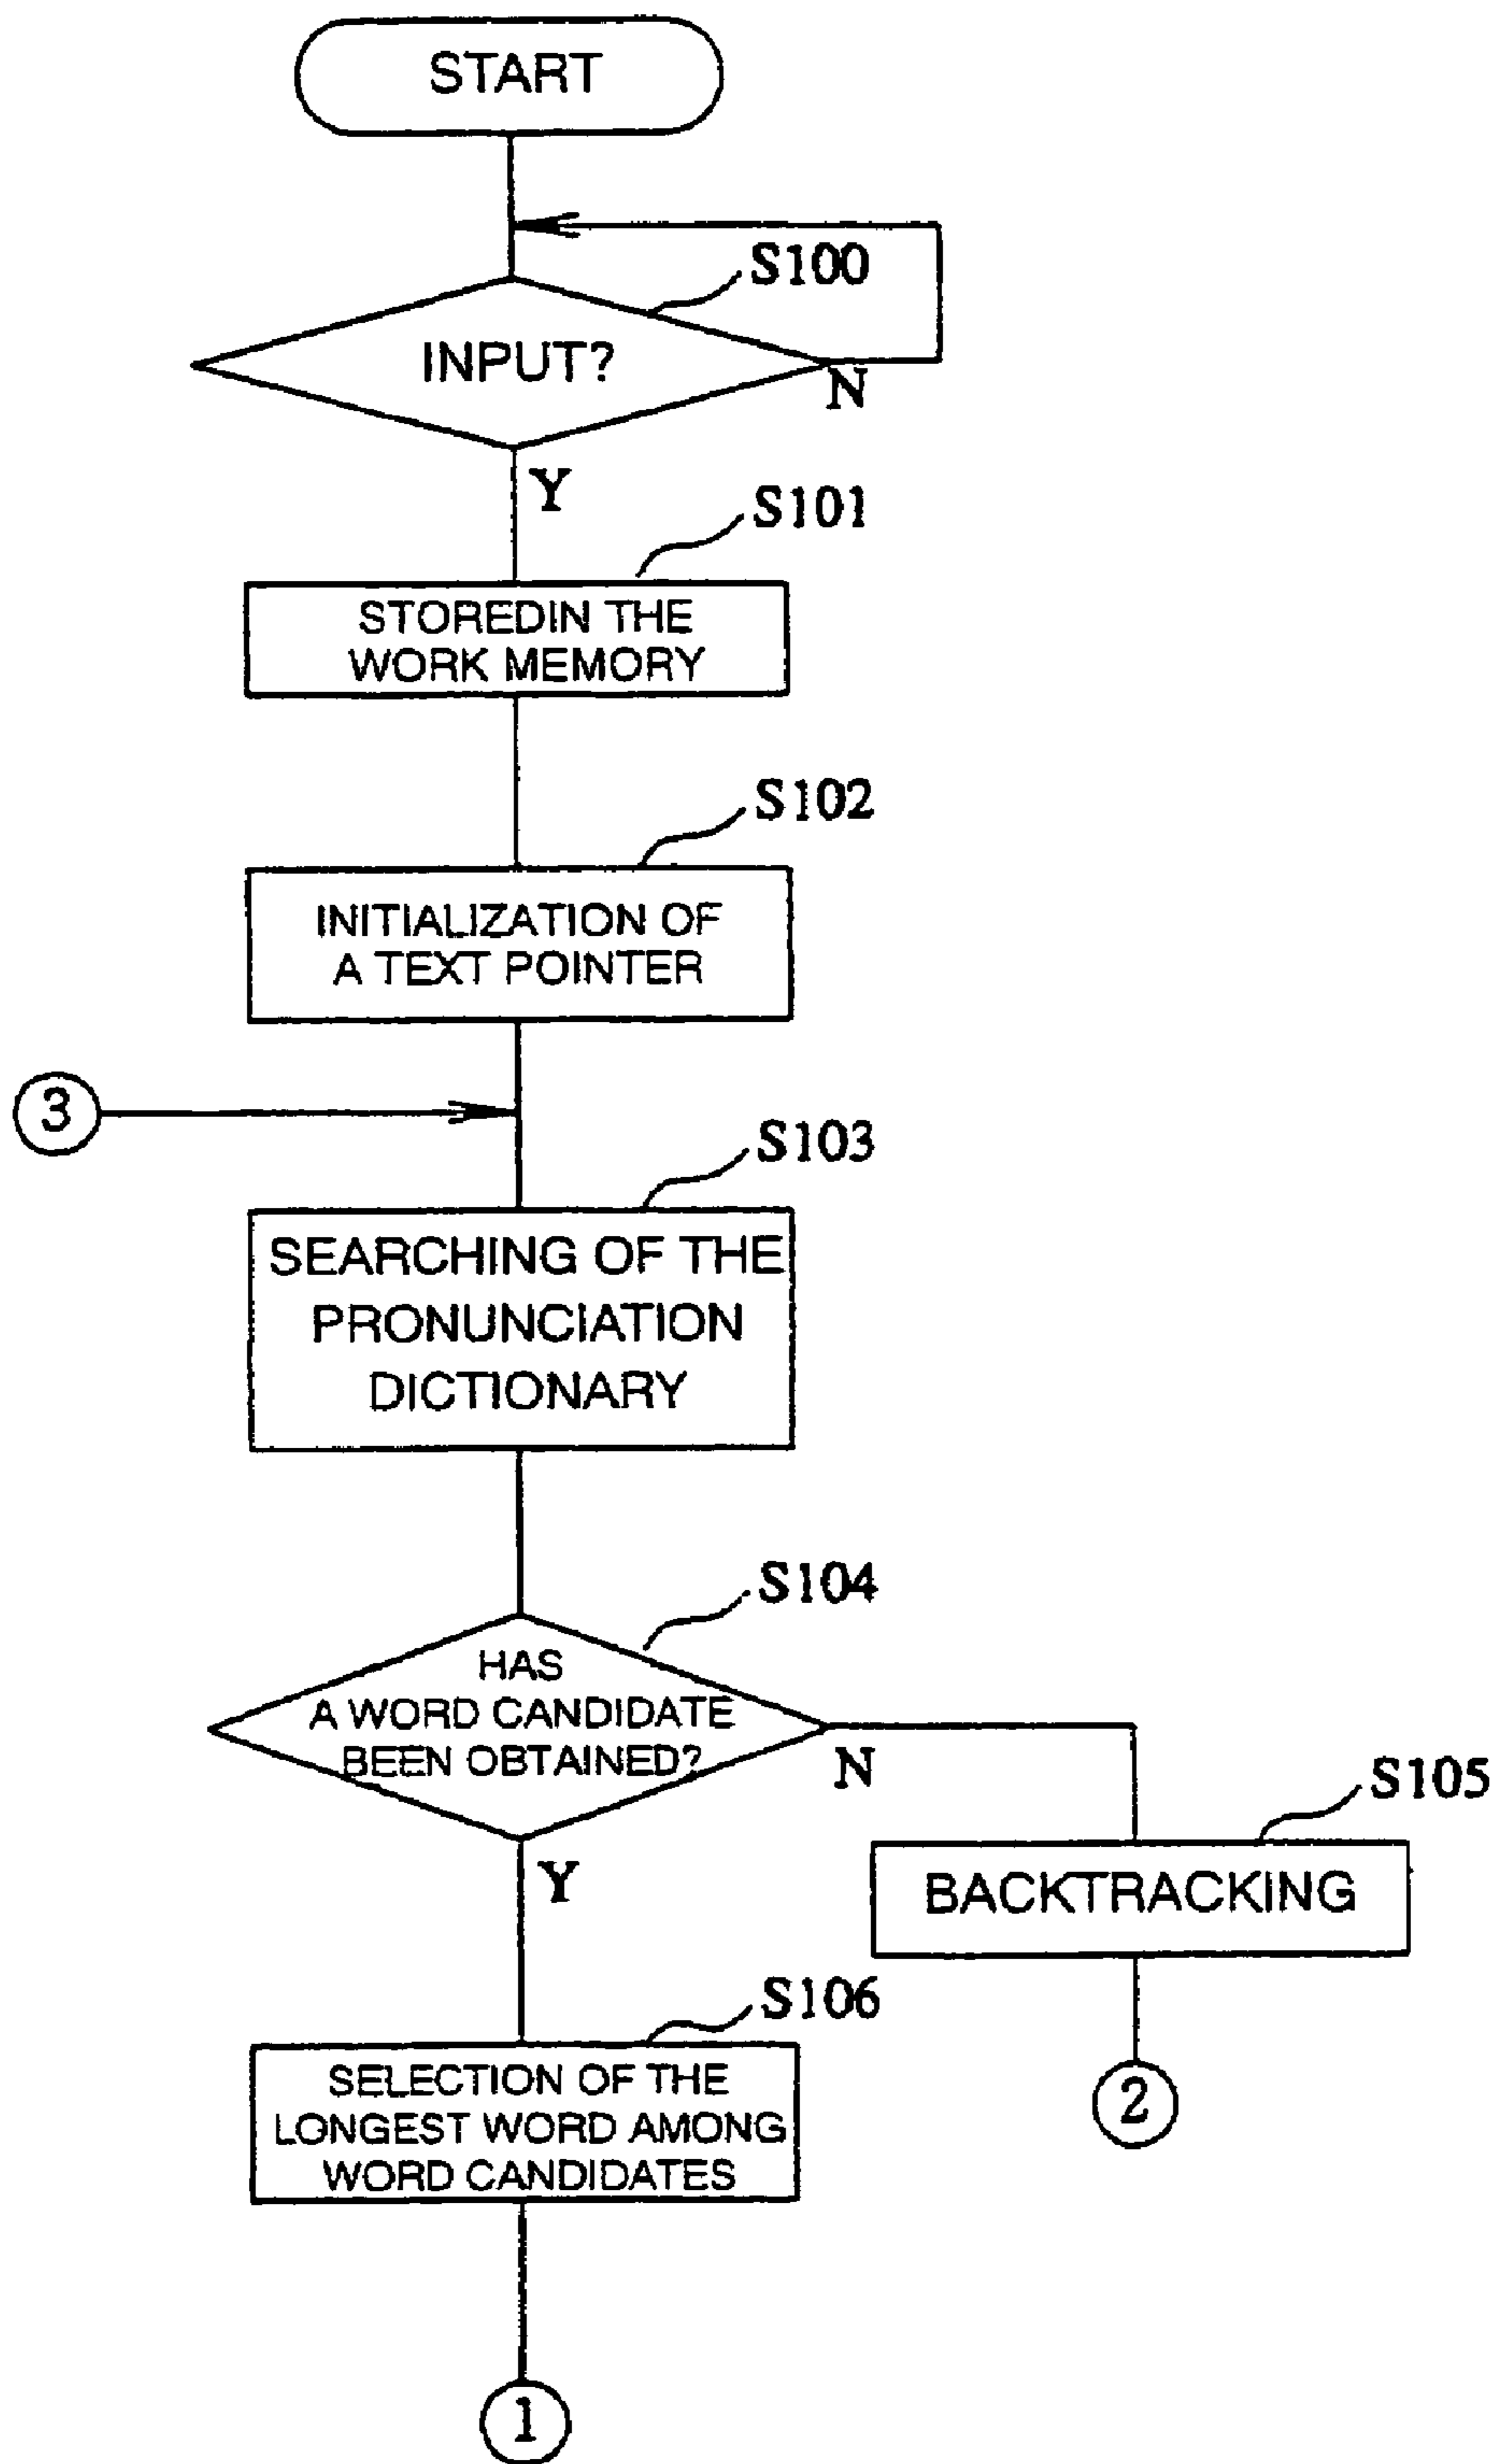 START
S100
INPUT?
N
Y
S101
STOREDIN THE
WORK MEMORY
S102
INITIALIZATION OF
A TEXT POINTER
3
S103
SEARCHING OF THE
PRONUNCIATION
DICTIONARY
S104
HAS
A WORD CANDIDATE
BEEN OBTAINED?
N
S105
Y
BACKTRACKING
S106
SELECTION OF THE
LONGEST WORD AMONG
WORD CANDIDATES
2
1